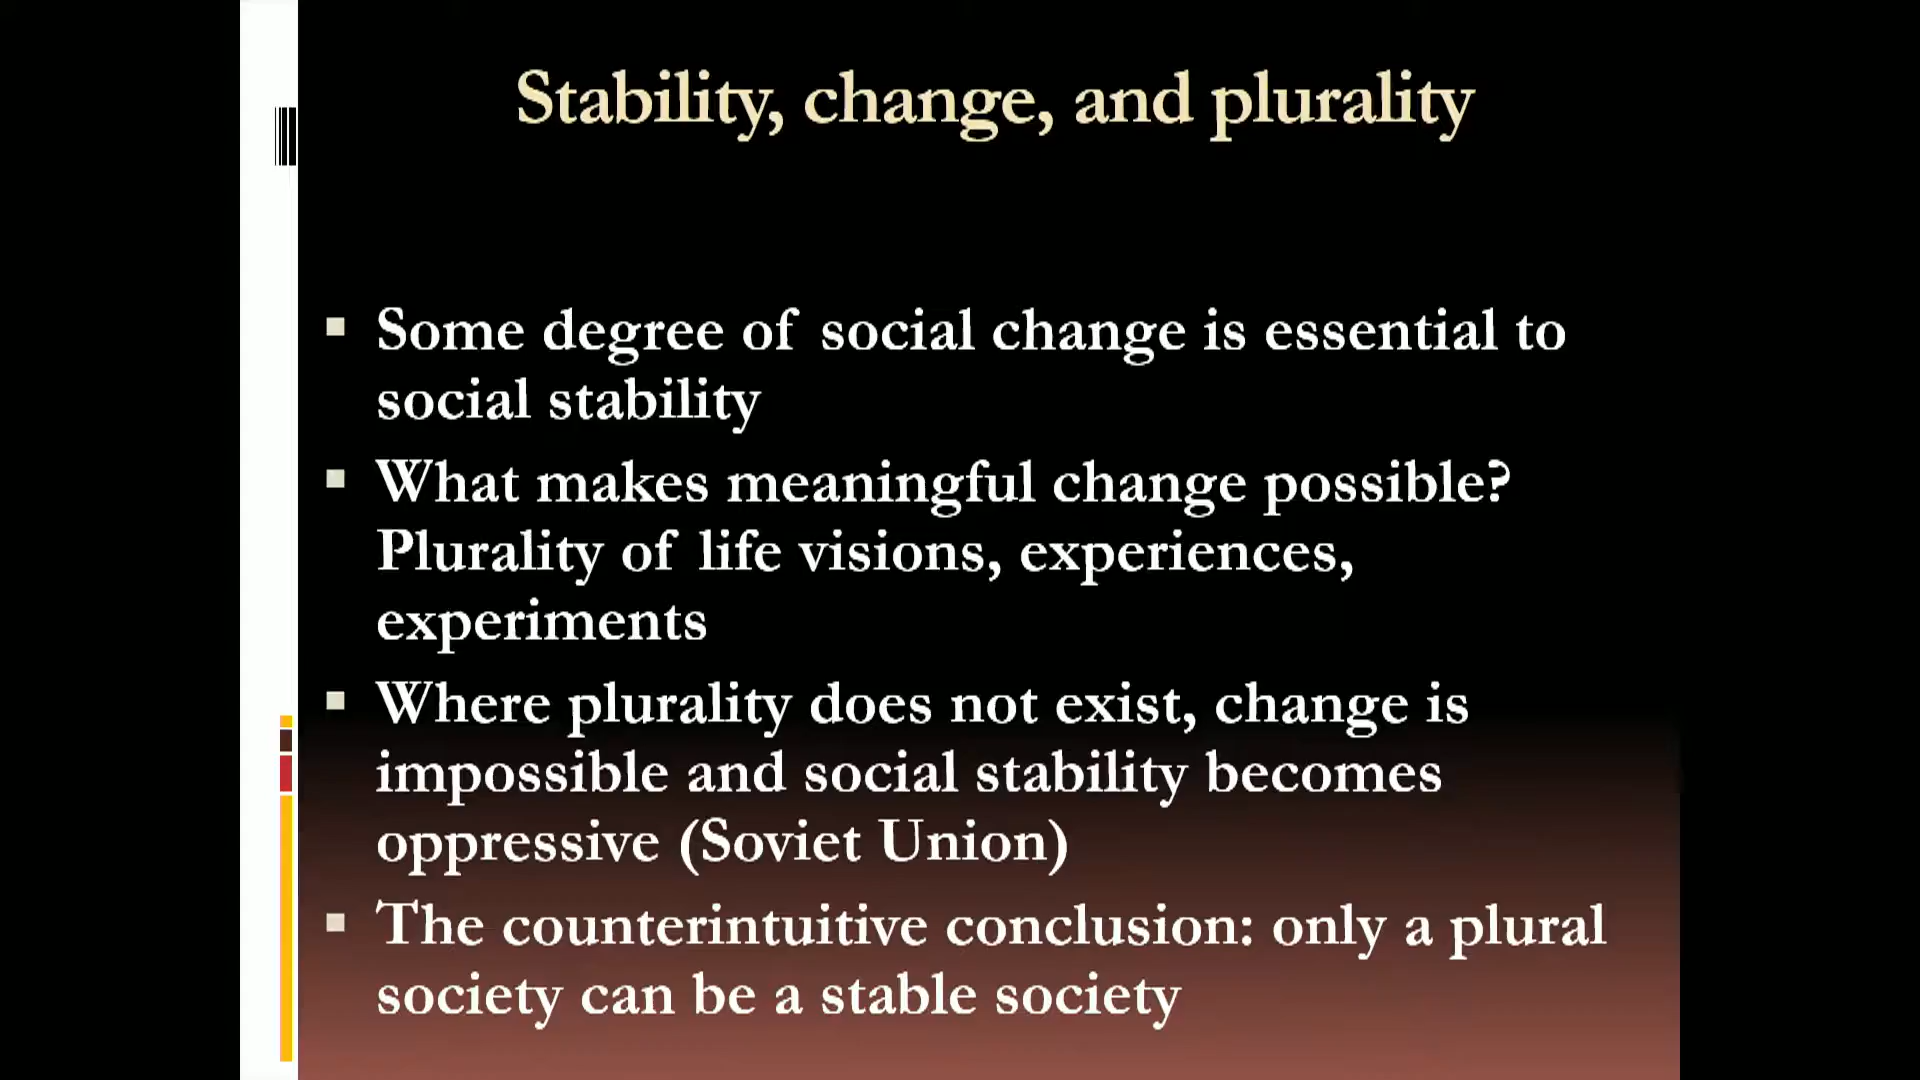 Stability, change, and plurality
▪ Some degree of social change is essential to
social stability
▪ What makes meaningful change possible?
Plurality of life visions, experiences,
experiments
▪ Where plurality does not exist, change is
impossible and social stability becomes
oppressive (Soviet Union)
▪ The counterintuitive conclusion: only a plural
society can be a stable society